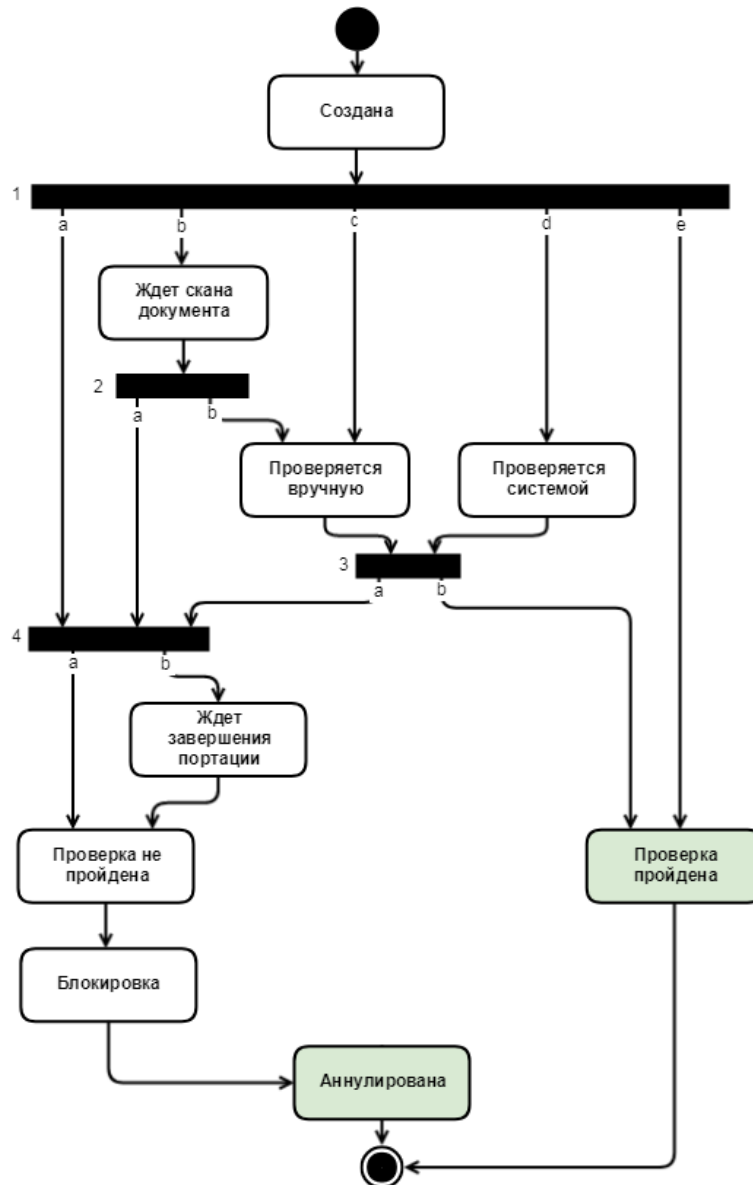 Создана
1
a
b
c
d
e
Ждет скана
документа
2
a
b
Проверяется
вручную
Проверяется
системой
3
a
b
4
a
b
Ждет
завершения
портации
Проверка не
пройдена
Проверка
пройдена
Блокировка
Аннулирована